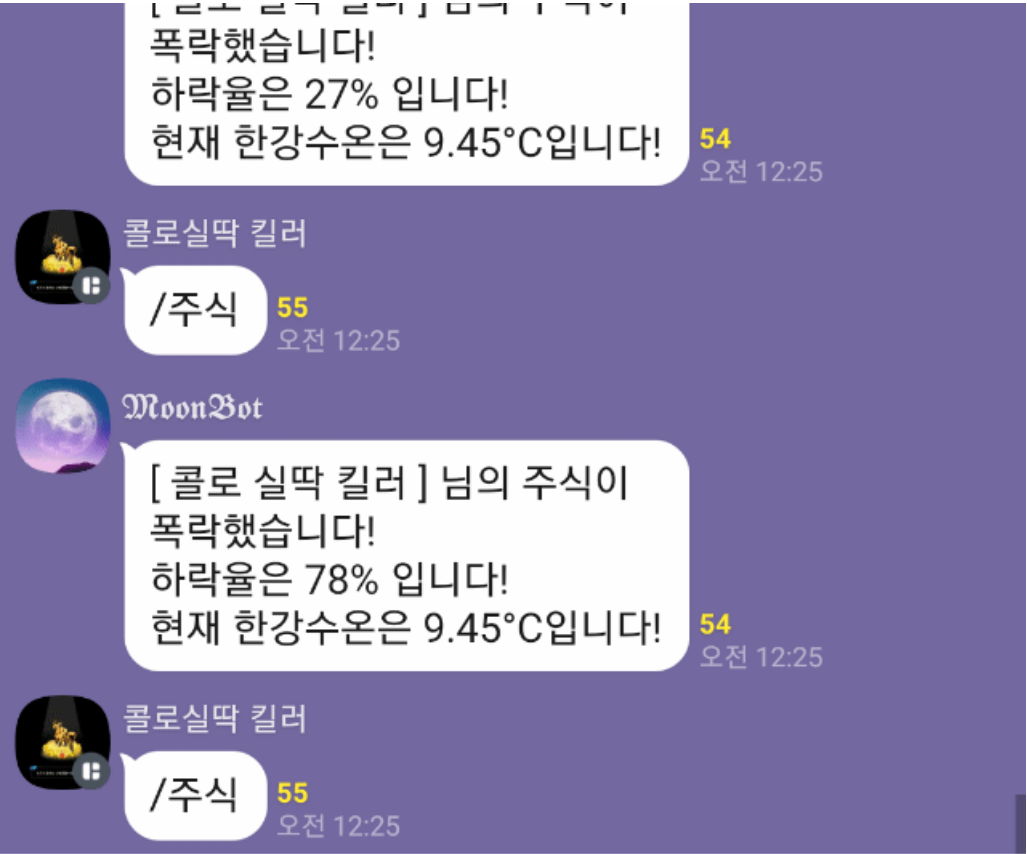 폭락했습니다!
하락율은 27% 입니다!
현재 한강수온은 9.45°C입니다!
54
오전 12:25
콜로실딱 킬러
/주식
55
오전 12:25
MoonBot
[ 콜로 실딱 킬러 ] 님의 주식이
폭락했습니다!
하락율은 78% 입니다!
현재 한강수온은 9.45°C입니다!
54
오전 12:25
콜로실딱 킬러
/주식
55
오전 12:25